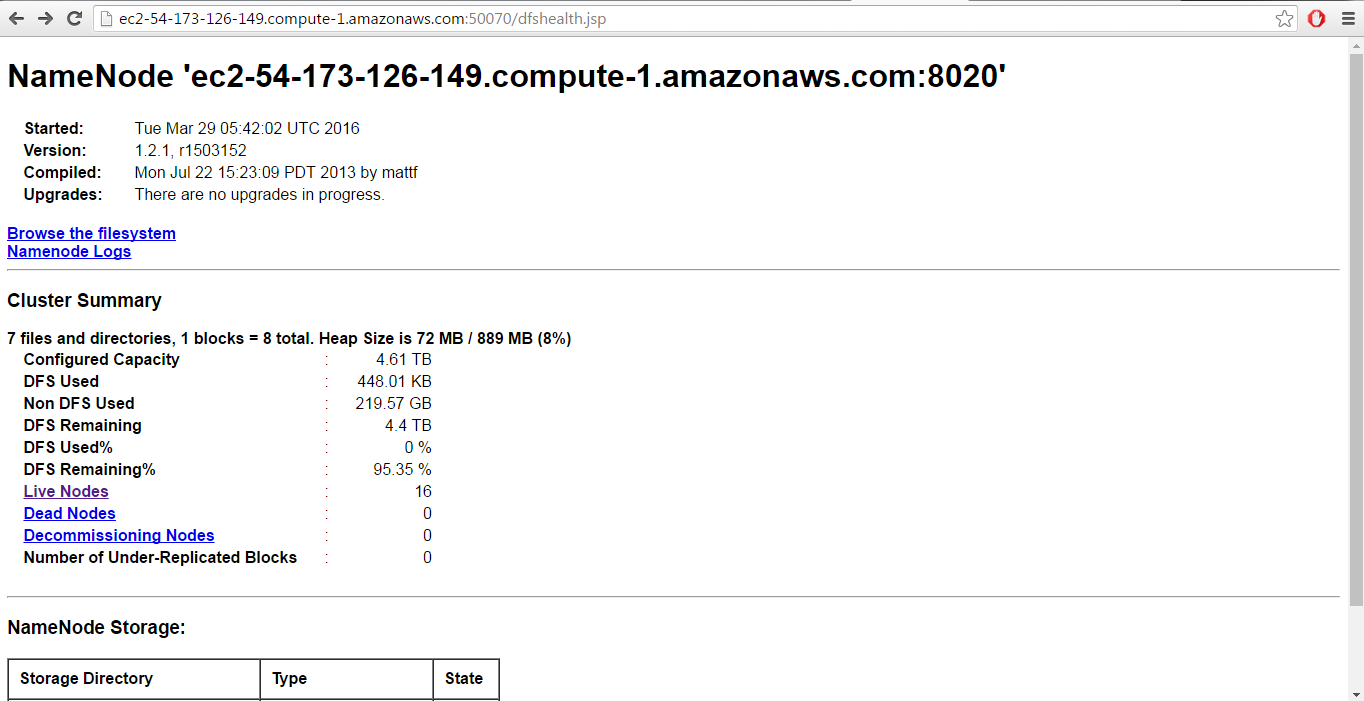 ec2-54-173-126-149.compute-1.amazonaws.com:50070/dfshealth.jsp
NameNode 'ec2-54-173-126-149.compute-1.amazonaws.com:8020'
Started: Tue Mar 29 05:42:02 UTC 2016
Version: 1.2.1, r1503152
Compiled: Mon Jul 22 15:23:09 PDT 2013 by mattf
Upgrades: There are no upgrades in progress.
Browse the filesystem
Namenode Logs
Cluster Summary
7 files and directories, 1 blocks = 8 total. Heap Size is 72 MB / 889 MB (8%)
Configured Capacity : 4.61 TB
DFS Used : 448.01 KB
Non DFS Used : 219.57 GB
DFS Remaining : 4.4 TB
DFS Used% : 0 %
DFS Remaining% : 95.35 %
Live Nodes : 16
Dead Nodes : 0
Decommissioning Nodes : 0
Number of Under-Replicated Blocks : 0
NameNode Storage:
Storage Directory Type State